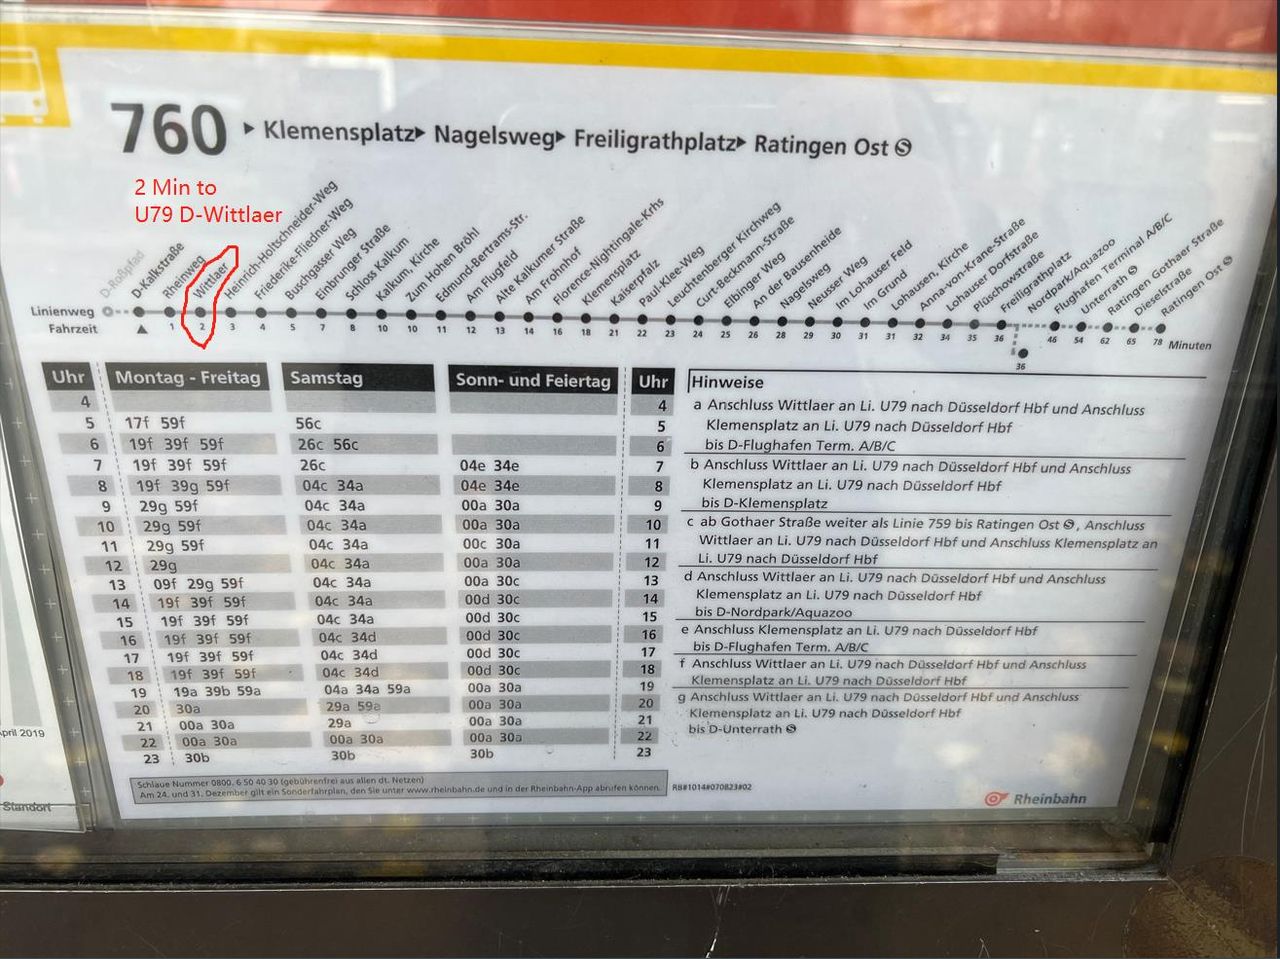 760 ▸ Klemensplatz▸ Nagelsweg▸ Freiligrathplatz▸ Ratingen Ost Ⓢ
2 Min to
U79 D-Wittlaer
D-Roßpfad
D-Kalkstraße
Rheinweg
Wittlaer
Heinrich-Holtschneider-Weg
Friederike-Fliedner-Weg
Buschgasser Weg
Einbrunger Straße
Schloss Kalkum
Kalkum, Kirche
Zum Hohen Bröhl
Edmund-Bertrams-Str.
Am Flugfeld
Alte Kalkumer Straße
Am Frohnhof
Florence-Nightingale-Krhs
Klemensplatz
Kaiserpfalz
Paul-Klee-Weg
Leuchtenberger Kirchweg
Curt-Beckmann-Straße
Elbinger Weg
An der Bausenheide
Nagelsweg
Neusser Weg
Im Lohauser Feld
Im Grund
Lohausen, Kirche
Anna-von-Krane-Straße
Lohauser Dorfstraße
Plüschowstraße
Freiligrathplatz
Nordpark/Aquazoo
Flughafen Terminal A/B/C
Unterrath Ⓢ
Ratingen Gothaer Straße
Dieselstraße
Ratingen Ost Ⓢ
Linienweg
Fahrzeit 1 2 3 4 5 7 8 10 10 11 12 13 14 16 18 21 22 23 24 25 26 28 29 30 31 31 32 34 35 36 46 54 62 65 78 Minuten
36
Uhr Montag - Freitag Samstag Sonn- und Feiertag Uhr
4 4
5 17f 59f 56c 5
6 19f 39f 59f 26c 56c 6
7 19f 39f 59f 26c 04e 34e 7
8 19f 39g 59f 04c 34a 04e 34e 8
9 29g 59f 04c 34a 00a 30a 9
10 29g 59f 04c 34a 00a 30a 10
11 29g 59f 04c 34a 00c 30a 11
12 29g 04c 34a 00a 30a 12
13 09f 29g 59f 04c 34a 00a 30c 13
14 19f 39f 59f 04c 34a 00d 30c 14
15 19f 39f 59f 04c 34a 00d 30c 15
16 19f 39f 59f 04c 34d 00d 30c 16
17 19f 39f 59f 04c 34d 00d 30c 17
18 19f 39f 59f 04c 34d 00d 30c 18
19 19a 39b 59a 04a 34a 59a 00a 30a 19
20 30a 29a 59a 00a 30a 20
21 00a 30a 29a 00a 30a 21
22 00a 30a 00a 30a 00a 30a 22
23 30b 30b 30b 23
Hinweise
a Anschluss Wittlaer an Li. U79 nach Düsseldorf Hbf und Anschluss
Klemensplatz an Li. U79 nach Düsseldorf Hbf
bis D-Flughafen Term. A/B/C
b Anschluss Wittlaer an Li. U79 nach Düsseldorf Hbf und Anschluss
Klemensplatz an Li. U79 nach Düsseldorf Hbf
bis D-Klemensplatz
c ab Gothaer Straße weiter als Linie 759 bis Ratingen Ost Ⓢ, Anschluss
Wittlaer an Li. U79 nach Düsseldorf Hbf und Anschluss Klemensplatz an
Li. U79 nach Düsseldorf Hbf
d Anschluss Wittlaer an Li. U79 nach Düsseldorf Hbf und Anschluss
Klemensplatz an Li. U79 nach Düsseldorf Hbf
bis D-Nordpark/Aquazoo
e Anschluss Klemensplatz an Li. U79 nach Düsseldorf Hbf
bis D-Flughafen Term. A/B/C
f Anschluss Wittlaer an Li. U79 nach Düsseldorf Hbf und Anschluss
Klemensplatz an Li. U79 nach Düsseldorf Hbf
g Anschluss Wittlaer an Li. U79 nach Düsseldorf Hbf und Anschluss
Klemensplatz an Li. U79 nach Düsseldorf Hbf
bis D-Unterrath Ⓢ
Schlaue Nummer 0800. 6 50 40 30 (gebührenfrei aus allen dt. Netzen)
Am 24. und 31. Dezember gilt ein Sonderfahrplan, den Sie unter www.rheinbahn.de und in der Rheinbahn-App abrufen können.
RB#1014#070823#02
Rheinbahn
April 2019
Standort